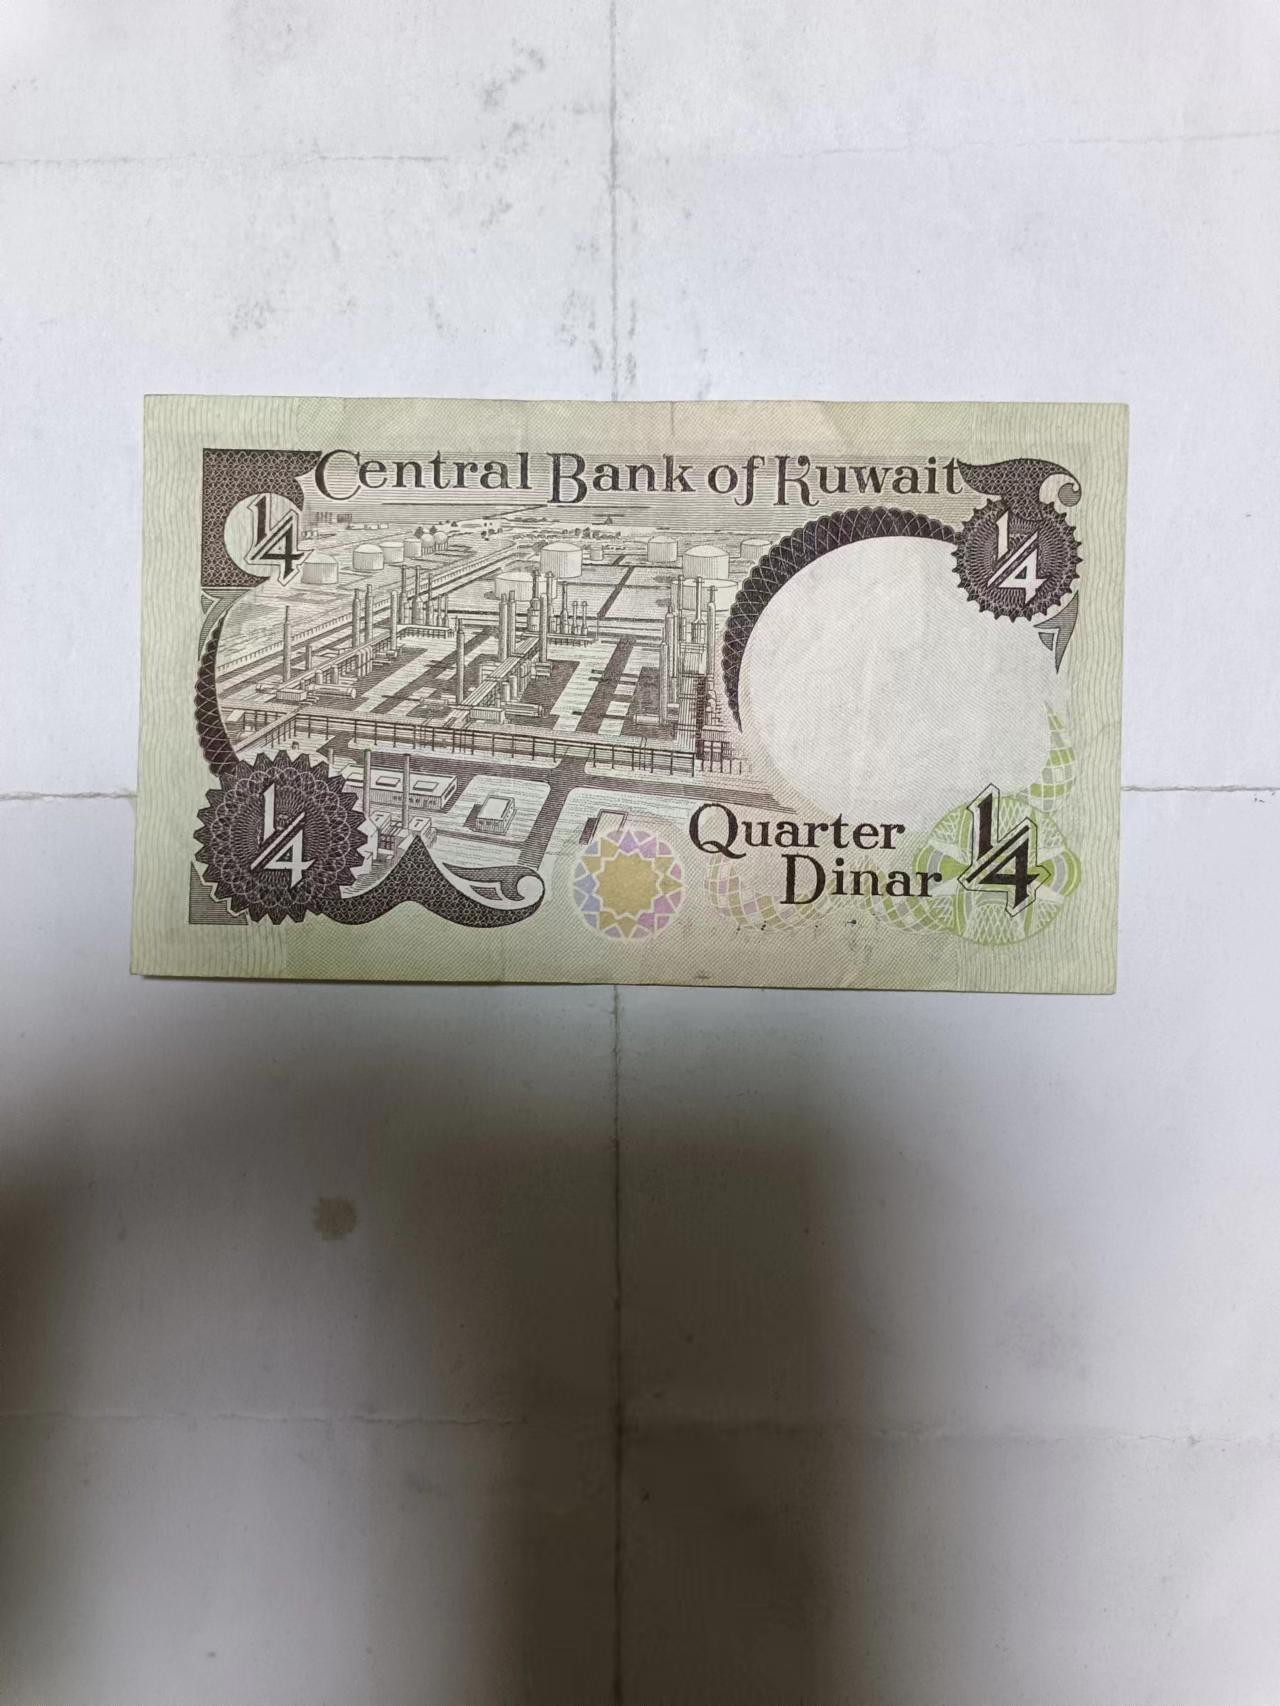 Central Bank of Kuwait
1/4
1/4
1/4
Quarter
Dinar
1/4